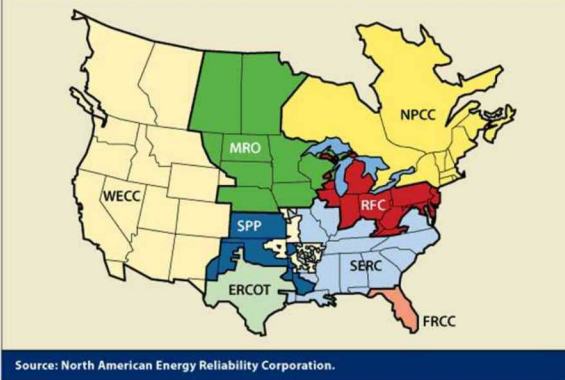 NPCC
MRO
WECC
RFC
SPP
SERC
ERCOT
FRCC
Source: North American Energy Reliability Corporation.